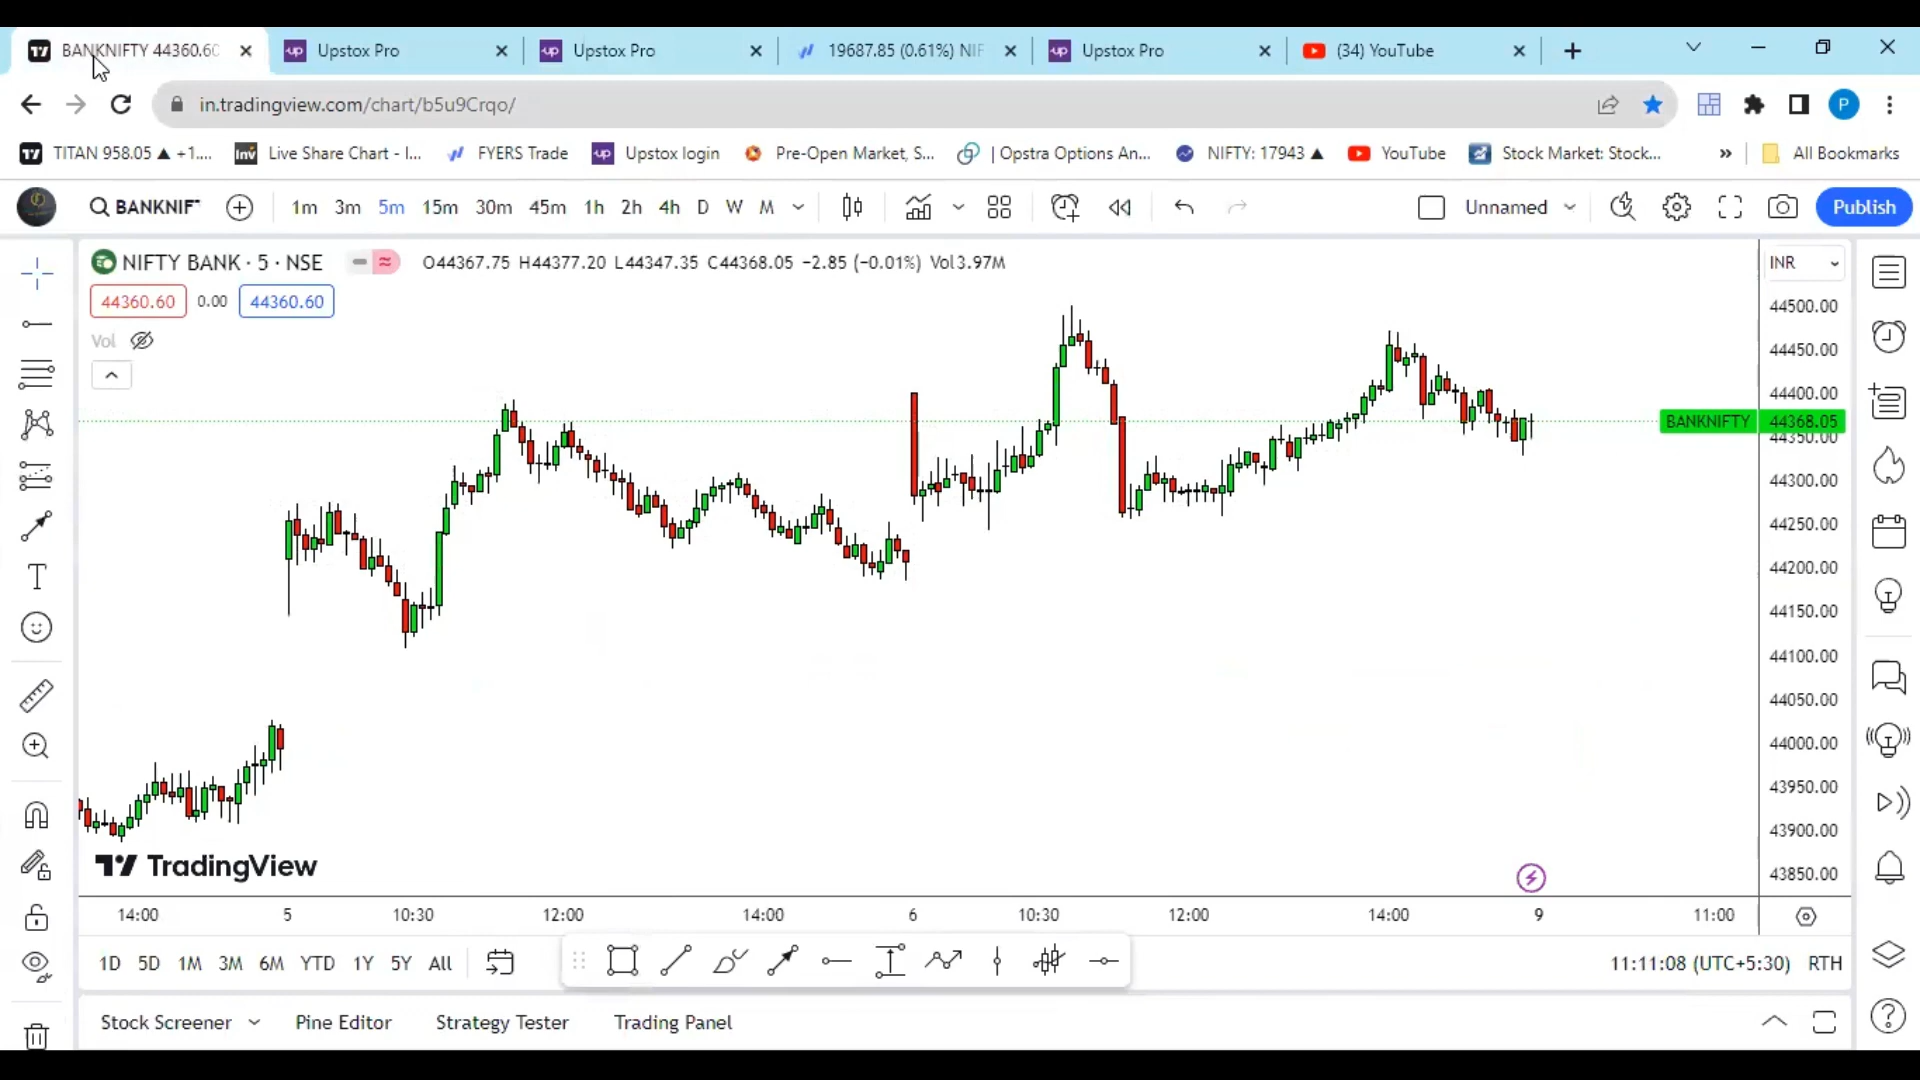 BANKNIFTY 44360.60
Upstox Pro
Upstox Pro
19687.85 (0.61%) NIF
Upstox Pro
(34) YouTube
in.tradingview.com/chart/b5u9Crqo/
P
TITAN 958.05 ▲ +1....
Inv Live Share Chart - I...
FYERS Trade
up Upstox login
Pre-Open Market, S...
| Opstra Options An...
NIFTY: 17943 ▲
YouTube
Stock Market: Stock...
»
All Bookmarks
BANKNIF
1m 3m 5m 15m 30m 45m 1h 2h 4h D W M
Unnamed
Publish
NIFTY BANK · 5 · NSE
O44367.75 H44377.20 L44347.35 C44368.05 −2.85 (−0.01%) Vol3.97M
INR
44360.60 0.00 44360.60
Vol
44500.00
44450.00
44400.00
BANKNIFTY 44368.05
44350.00
44300.00
44250.00
44200.00
44150.00
44100.00
44050.00
44000.00
43950.00
43900.00
43850.00
TradingView
14:00 5 10:30 12:00 14:00 6 10:30 12:00 14:00 9 11:00
1D 5D 1M 3M 6M YTD 1Y 5Y All
11:11:08 (UTC+5:30) RTH
Stock Screener Pine Editor Strategy Tester Trading Panel